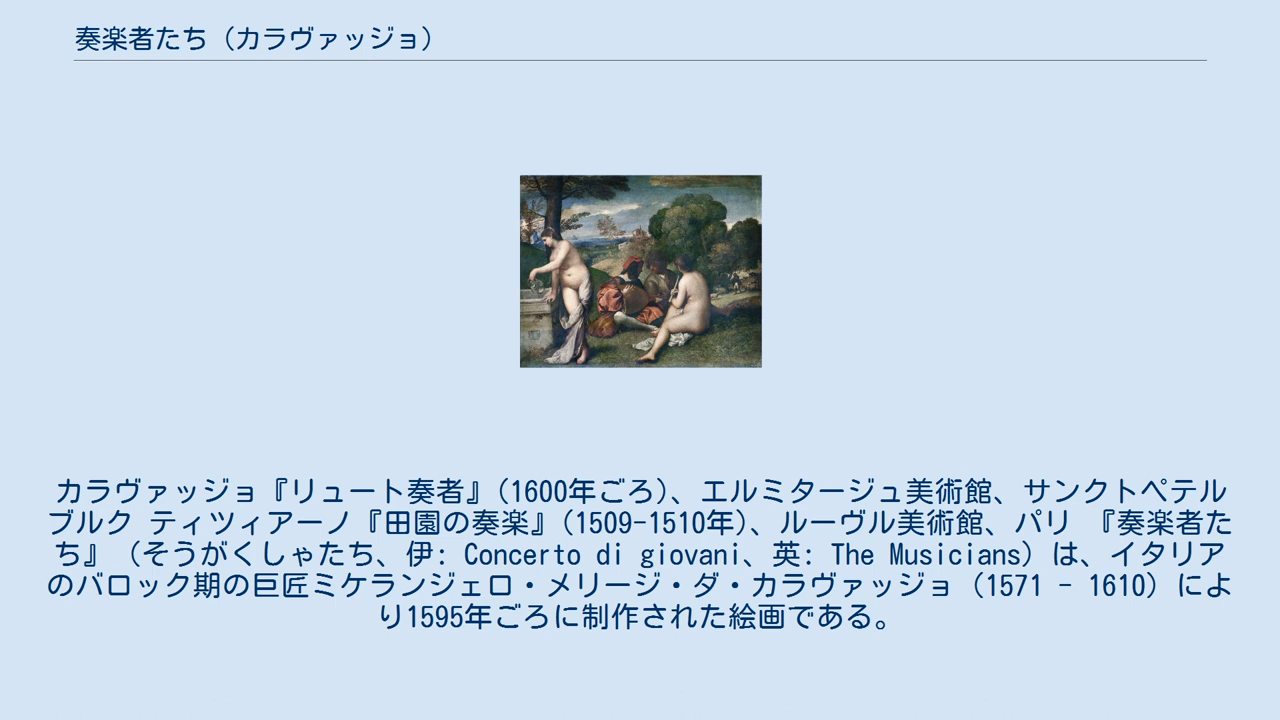 奏楽者たち（カラヴァッジョ）
カラヴァッジョ『リュート奏者』(1600年ごろ)、エルミタージュ美術館、サンクトペテル
ブルク ティツィアーノ『田園の奏楽』(1509-1510年)、ルーヴル美術館、パリ 『奏楽者た
ち』（そうがくしゃたち、伊: Concerto di giovani、英: The Musicians）は、イタリア
のバロック期の巨匠ミケランジェロ・メリージ・ダ・カラヴァッジョ（1571 - 1610）によ
り1595年ごろに制作された絵画である。